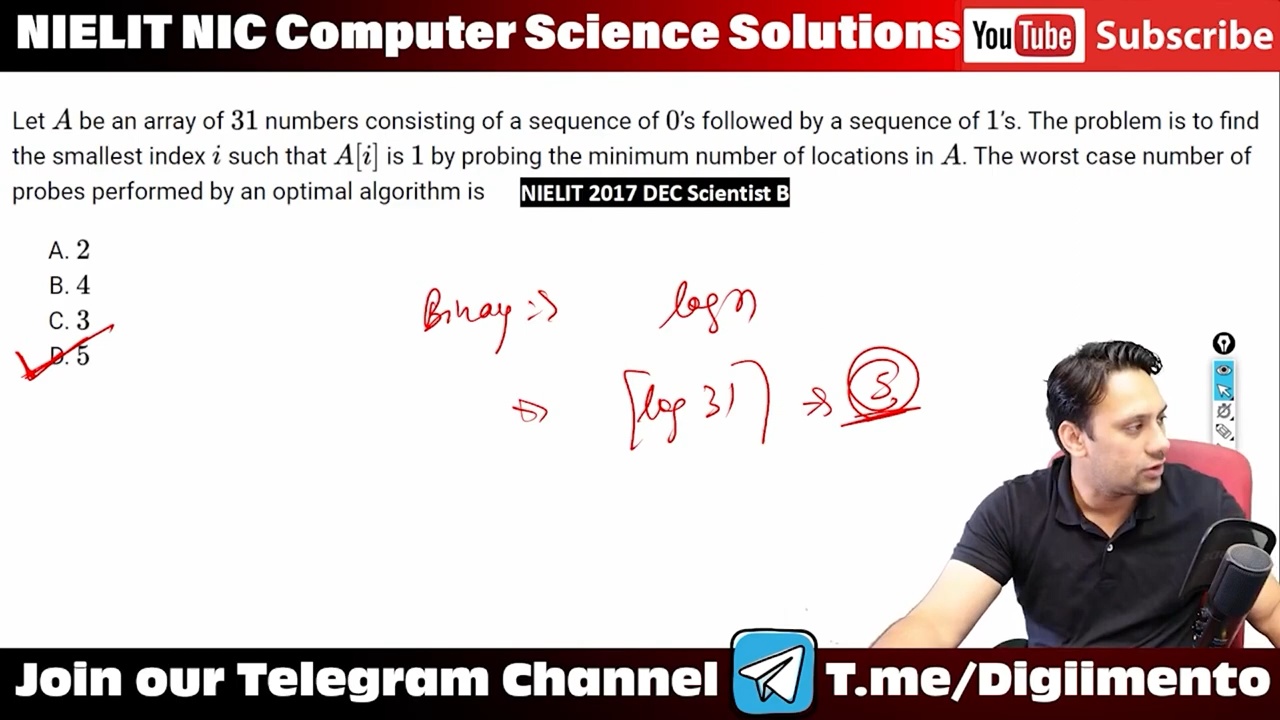 NIELIT NIC Computer Science Solutions YouTube Subscribe
Let A be an array of 31 numbers consisting of a sequence of 0's followed by a sequence of 1's. The problem is to find
the smallest index i such that A[i] is 1 by probing the minimum number of locations in A. The worst case number of
probes performed by an optimal algorithm is NIELIT 2017 DEC Scientist B
A. 2
B. 4
C. 3
D. 5
Binay ⇒ log n
⇒ ⌈log 31⌉ ⇒ 5
Join our Telegram Channel T.me/Digiimento